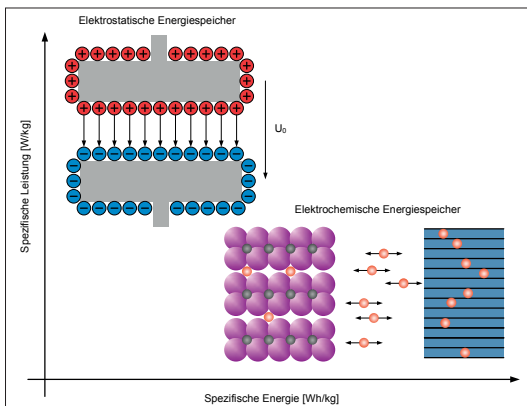 Elektrostatische Energiespeicher
U₀
Spezifische Leistung [W/kg]
Elektrochemische Energiespeicher
Spezifische Energie [Wh/kg]